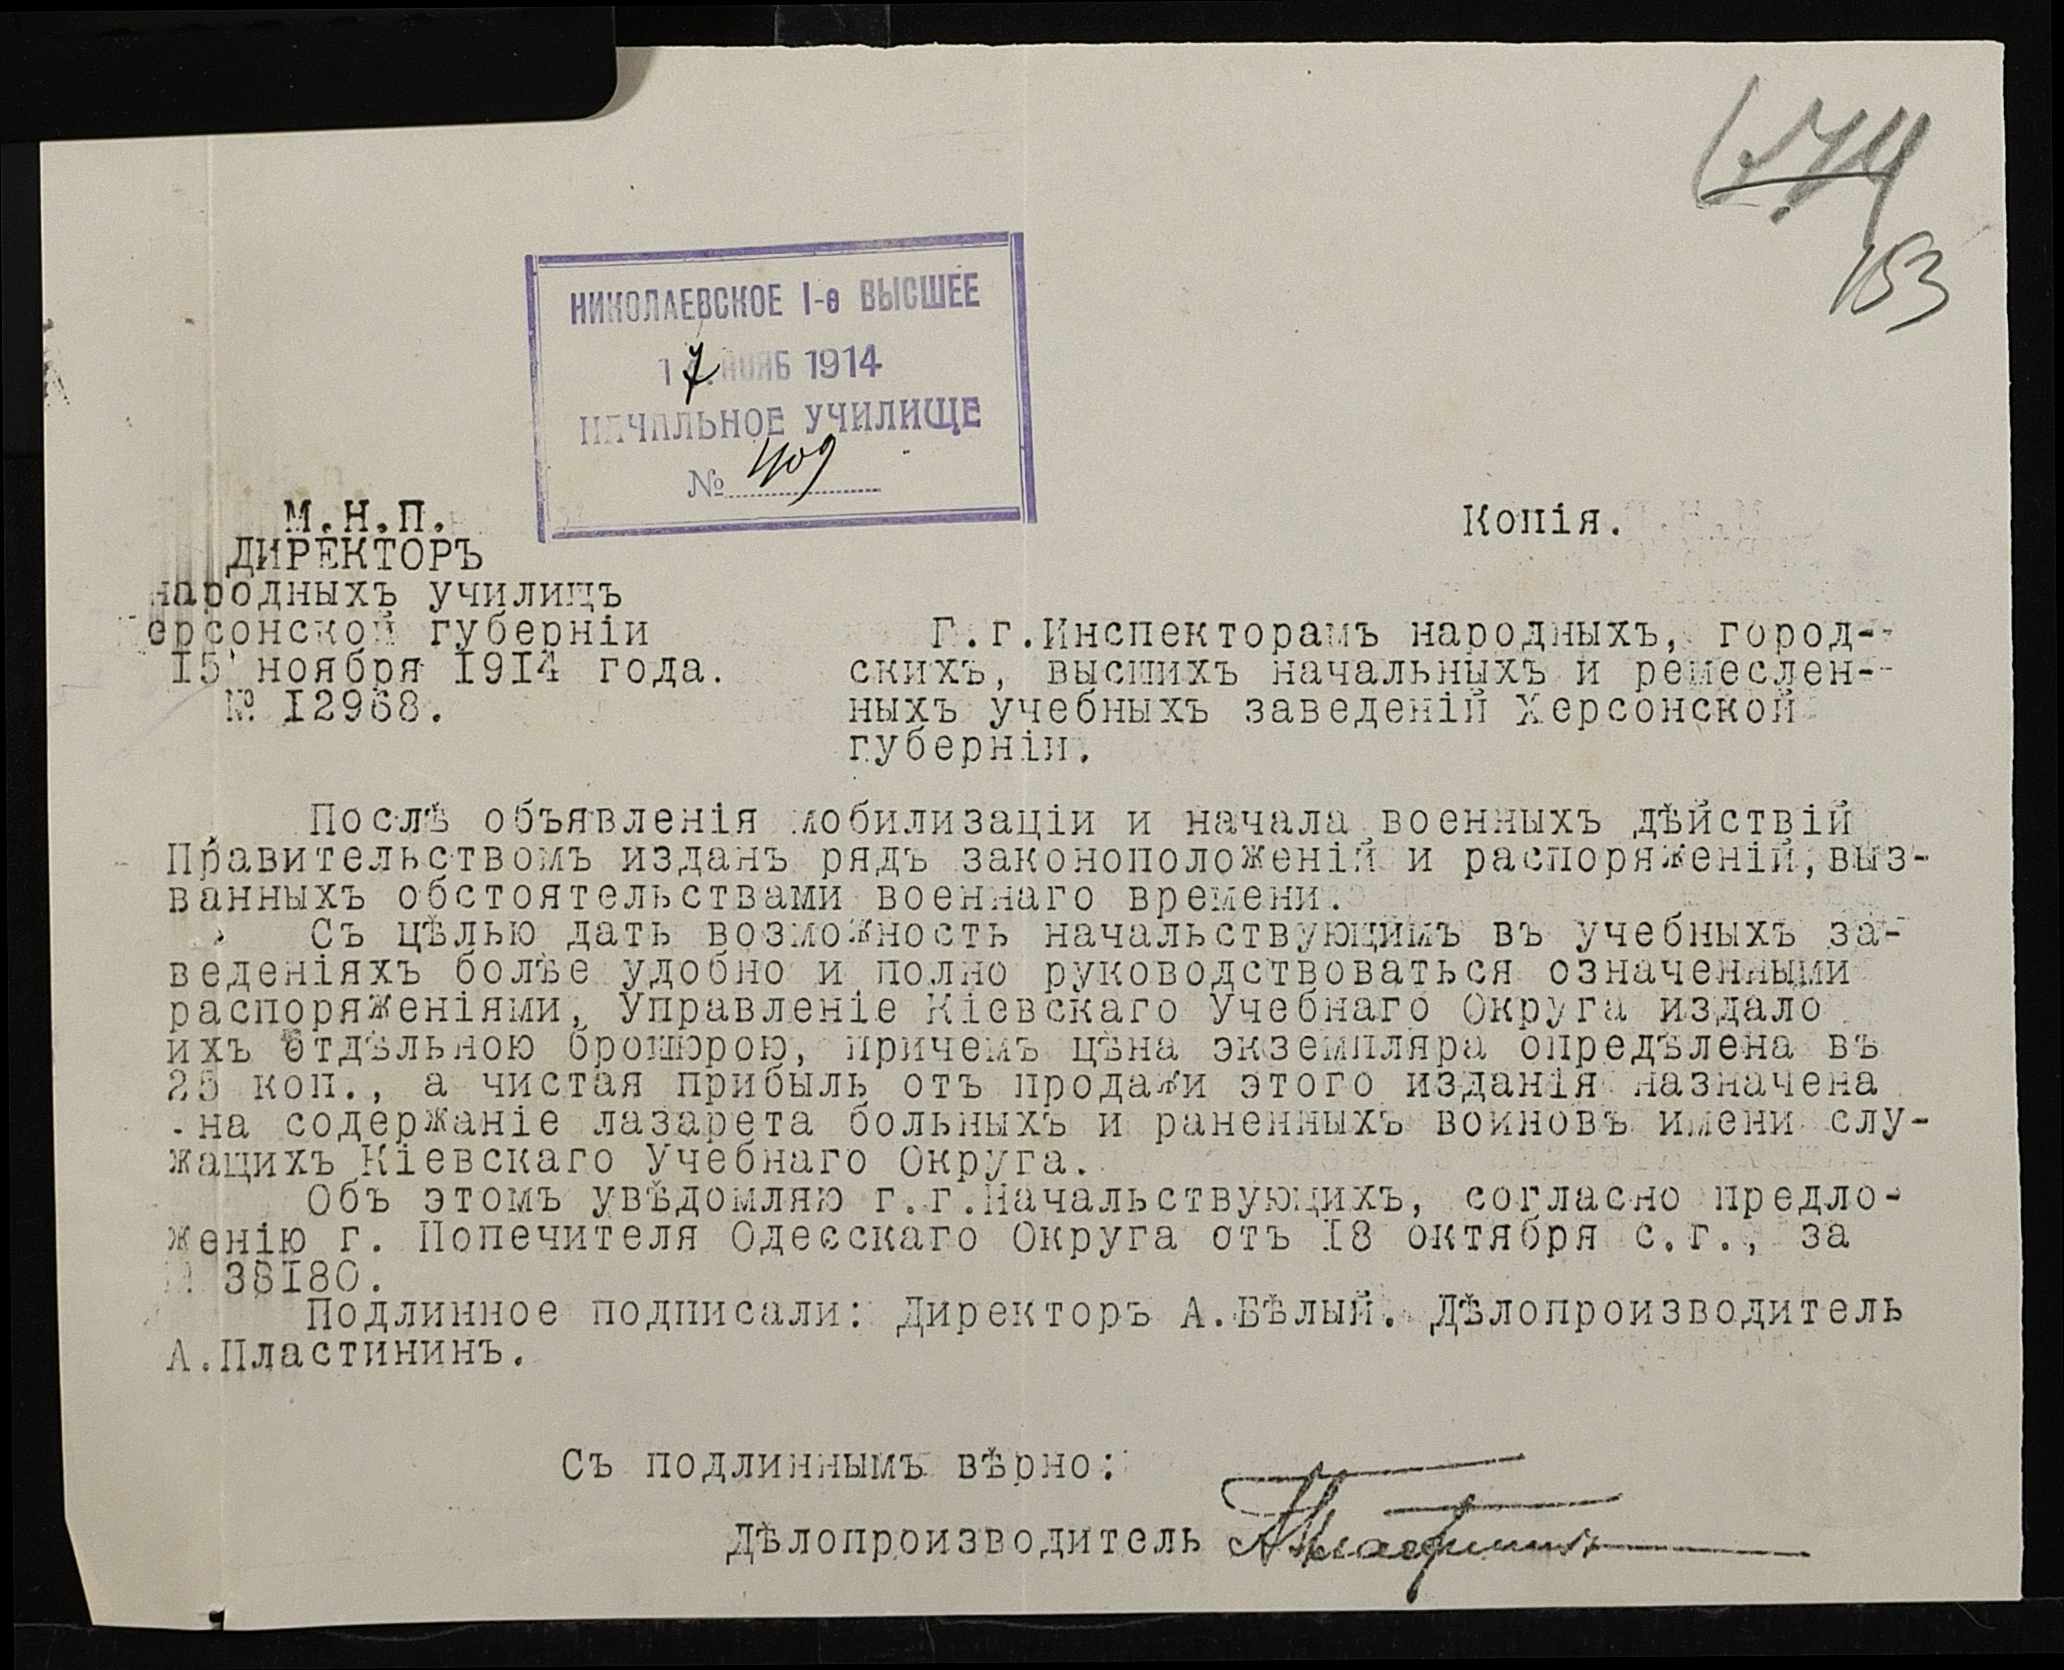 153
НИКОЛАЕВСКОЕ I-е ВЫСШЕЕ
17 НОЯБ 1914
НАЧАЛЬНОЕ УЧИЛИЩЕ
№ 409
М.Н.П.
ДИРЕКТОРЪ
народныхъ училищъ
ерсонской губерніи
15 ноября 1914 года.
№ 12968.
Копія.
Г.г.Инспекторамъ народныхъ, город-
скихъ, высшихъ начальныхъ и ремеслен-
ныхъ учебныхъ заведеній Херсонской
губерніи.
Послѣ объявленія мобилизаціи и начала военныхъ дѣйствій
Правительствомъ изданъ рядъ законоположеній и распоряженій,выз-
ванныхъ обстоятельствами военнаго времени.
Съ цѣлью дать возможность начальствующимъ въ учебныхъ за-
веденіяхъ болѣе удобно и полно руководствоваться означенными
распоряженіями, Управленіе Кіевскаго Учебнаго Округа издало
ихъ отдѣльною брошюрою, причемъ цѣна экземпляра опредѣлена въ
25 коп., а чистая прибыль отъ продажи этого изданія назначена
на содержаніе лазарета больныхъ и раненныхъ воиновъ имени слу-
жащихъ Кіевскаго Учебнаго Округа.
Объ этомъ увѣдомляю г.г.Начальствующихъ, согласно предло-
женію г. Попечителя Одесскаго Округа отъ 18 октября с.г., за
№ 38180.
Подлинное подписали: Директоръ А.Бѣлый. Дѣлопроизводитель
А.Пластининъ.
Съ подлиннымъ вѣрно:
Дѣлопроизводитель АПластининъ